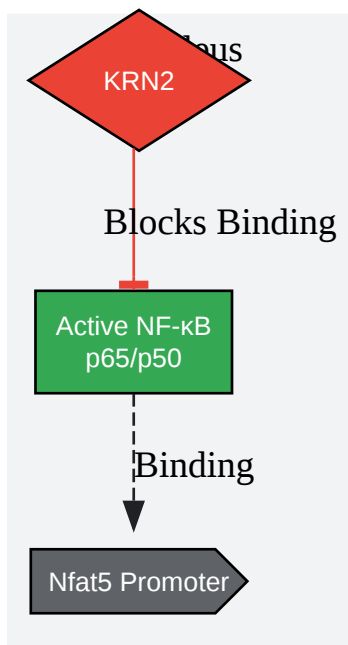 KRN2
Blocks Binding
Active NF-κB
p65/p50
Binding
Nfat5 Promoter